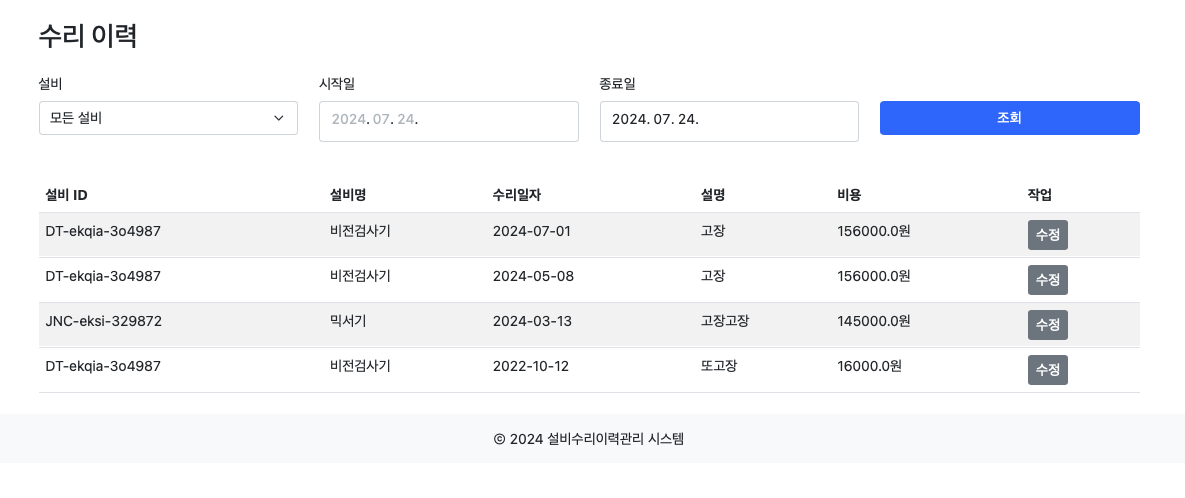 수리 이력
설비 시작일 종료일
모든 설비 2024. 07. 24. 2024. 07. 24. 조회
설비 ID 설비명 수리일자 설명 비용 작업
DT-ekqia-3o4987 비전검사기 2024-07-01 고장 156000.0원 수정
DT-ekqia-3o4987 비전검사기 2024-05-08 고장 156000.0원 수정
JNC-eksi-329872 믹서기 2024-03-13 고장고장 145000.0원 수정
DT-ekqia-3o4987 비전검사기 2022-10-12 또고장 16000.0원 수정
© 2024 설비수리이력관리 시스템